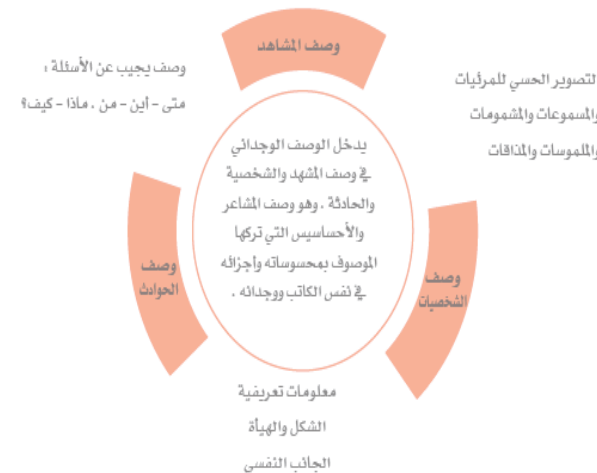 وصف المشاهد
التصوير الحسي للمرئيات
والمسموعات والمشمومات
والملموسات والمذاقات
وصف يجيب عن الأسئلة :
متى - أين - من ، ماذا - كيف؟
يدخل الوصف الوجداني
في وصف المشهد والشخصية
والحادثة ، وهو وصف المشاعر
والأحساسيس التي تركها
الموصوف بمحسوساته وأجزائه
في نفس الكاتب ووجدانه .
وصف
الشخصيات
وصف
الحوادث
معلومات تعريفية
الشكل والهيأة
الجانب النفسي